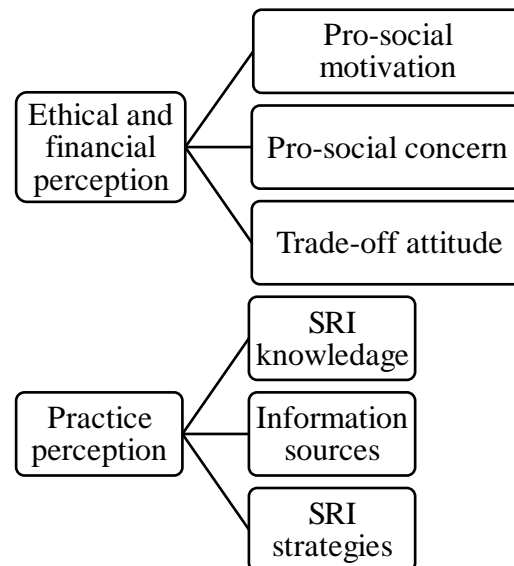 Ethical and
financial
perception
Pro-social
motivation
Pro-social concern
Trade-off attitude
Practice
perception
SRI
knowledage
Information
sources
SRI
strategies